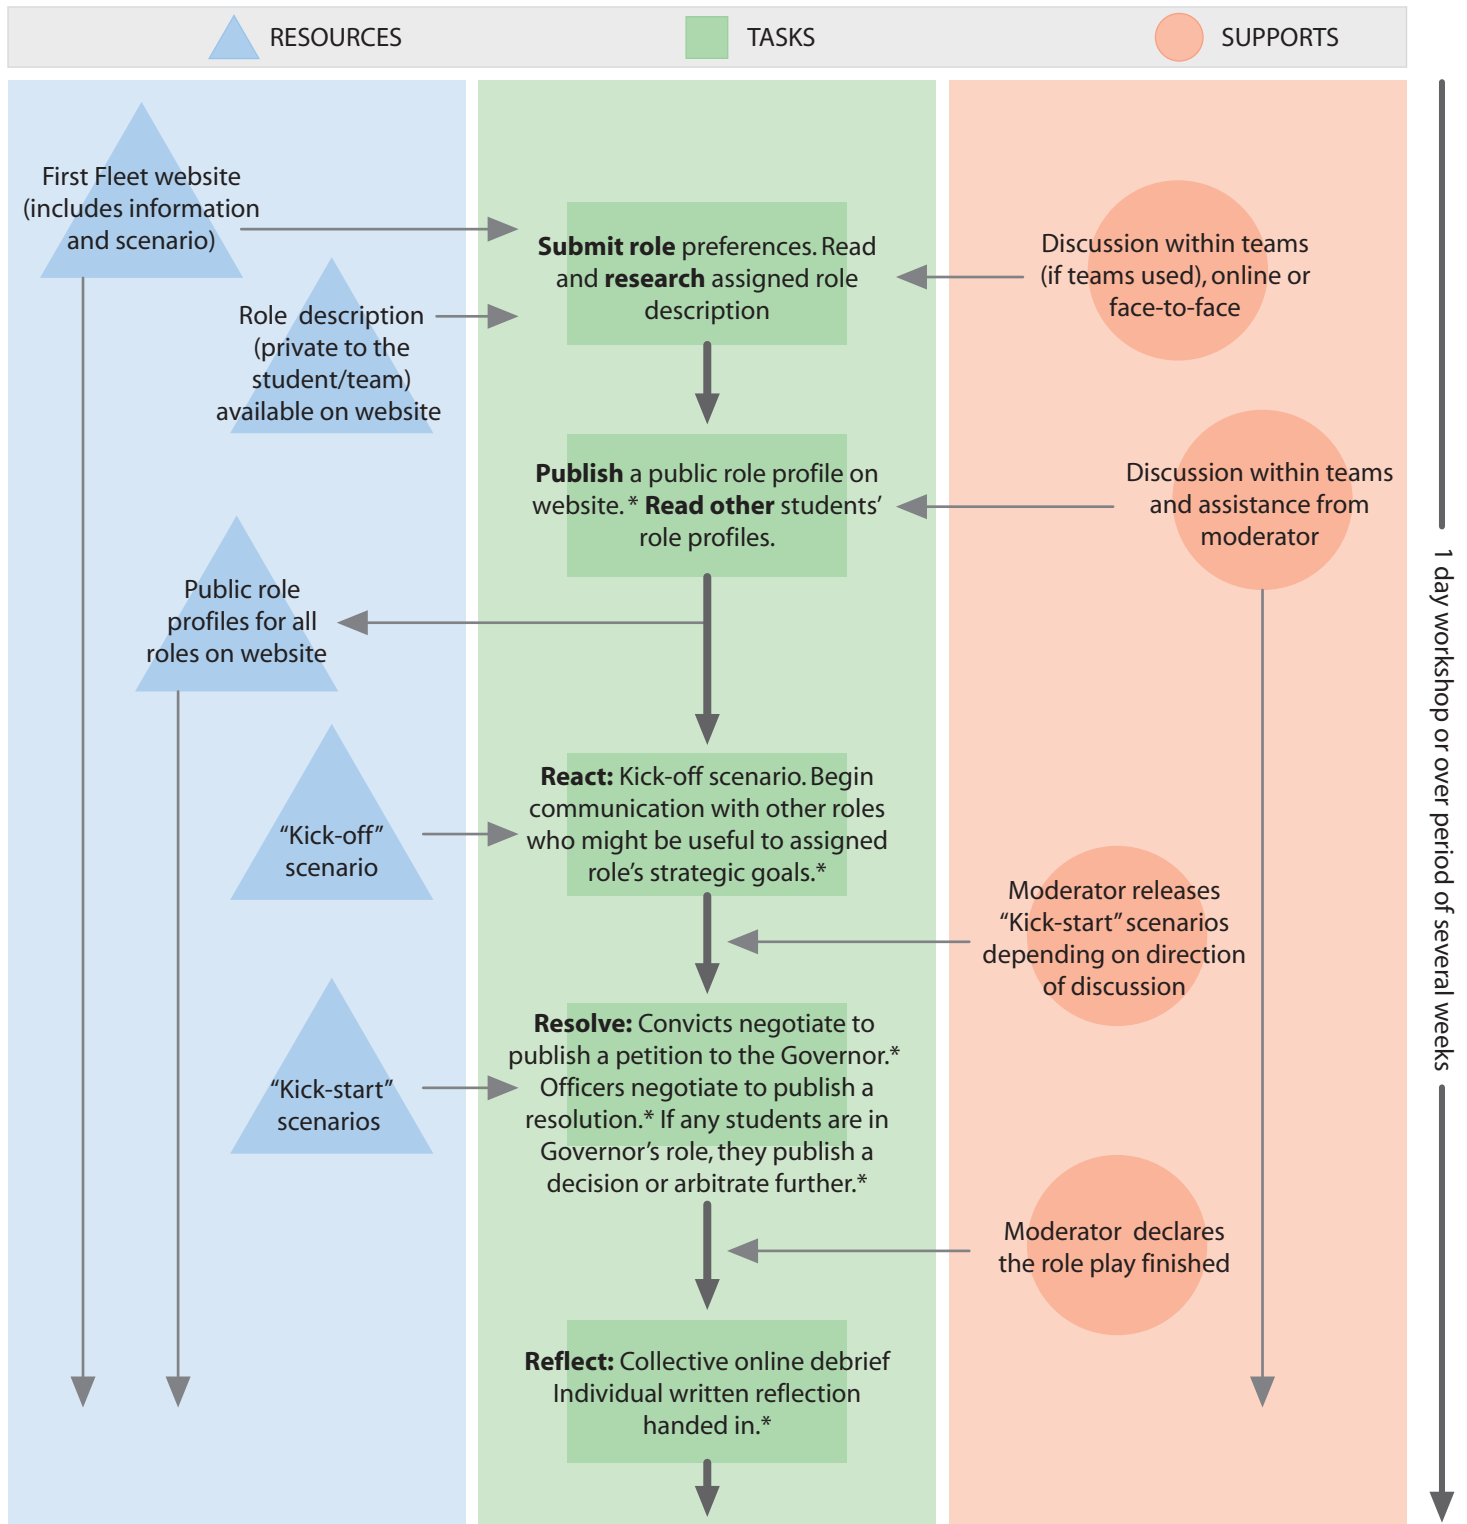 RESOURCES
TASKS
SUPPORTS
First Fleet website
(includes information
and scenario)
Submit role preferences. Read
and research assigned role
description
Discussion within teams
(if teams used), online or
face-to-face
Role description
(private to the
student/team)
available on website
Publish a public role profile on
website. * Read other students’
role profiles.
Discussion within teams
and assistance from
moderator
Public role
profiles for all
roles on website
React: Kick-off scenario. Begin
communication with other roles
who might be useful to assigned
role’s strategic goals.*
“Kick-off”
scenario
Moderator releases
“Kick-start” scenarios
depending on direction
of discussion
Resolve: Convicts negotiate to
publish a petition to the Governor.*
Officers negotiate to publish a
resolution.* If any students are in
Governor’s role, they publish a
decision or arbitrate further.*
“Kick-start”
scenarios
Moderator declares
the role play finished
Reflect: Collective online debrief
Individual written reflection
handed in.*
1 day workshop or over period of several weeks